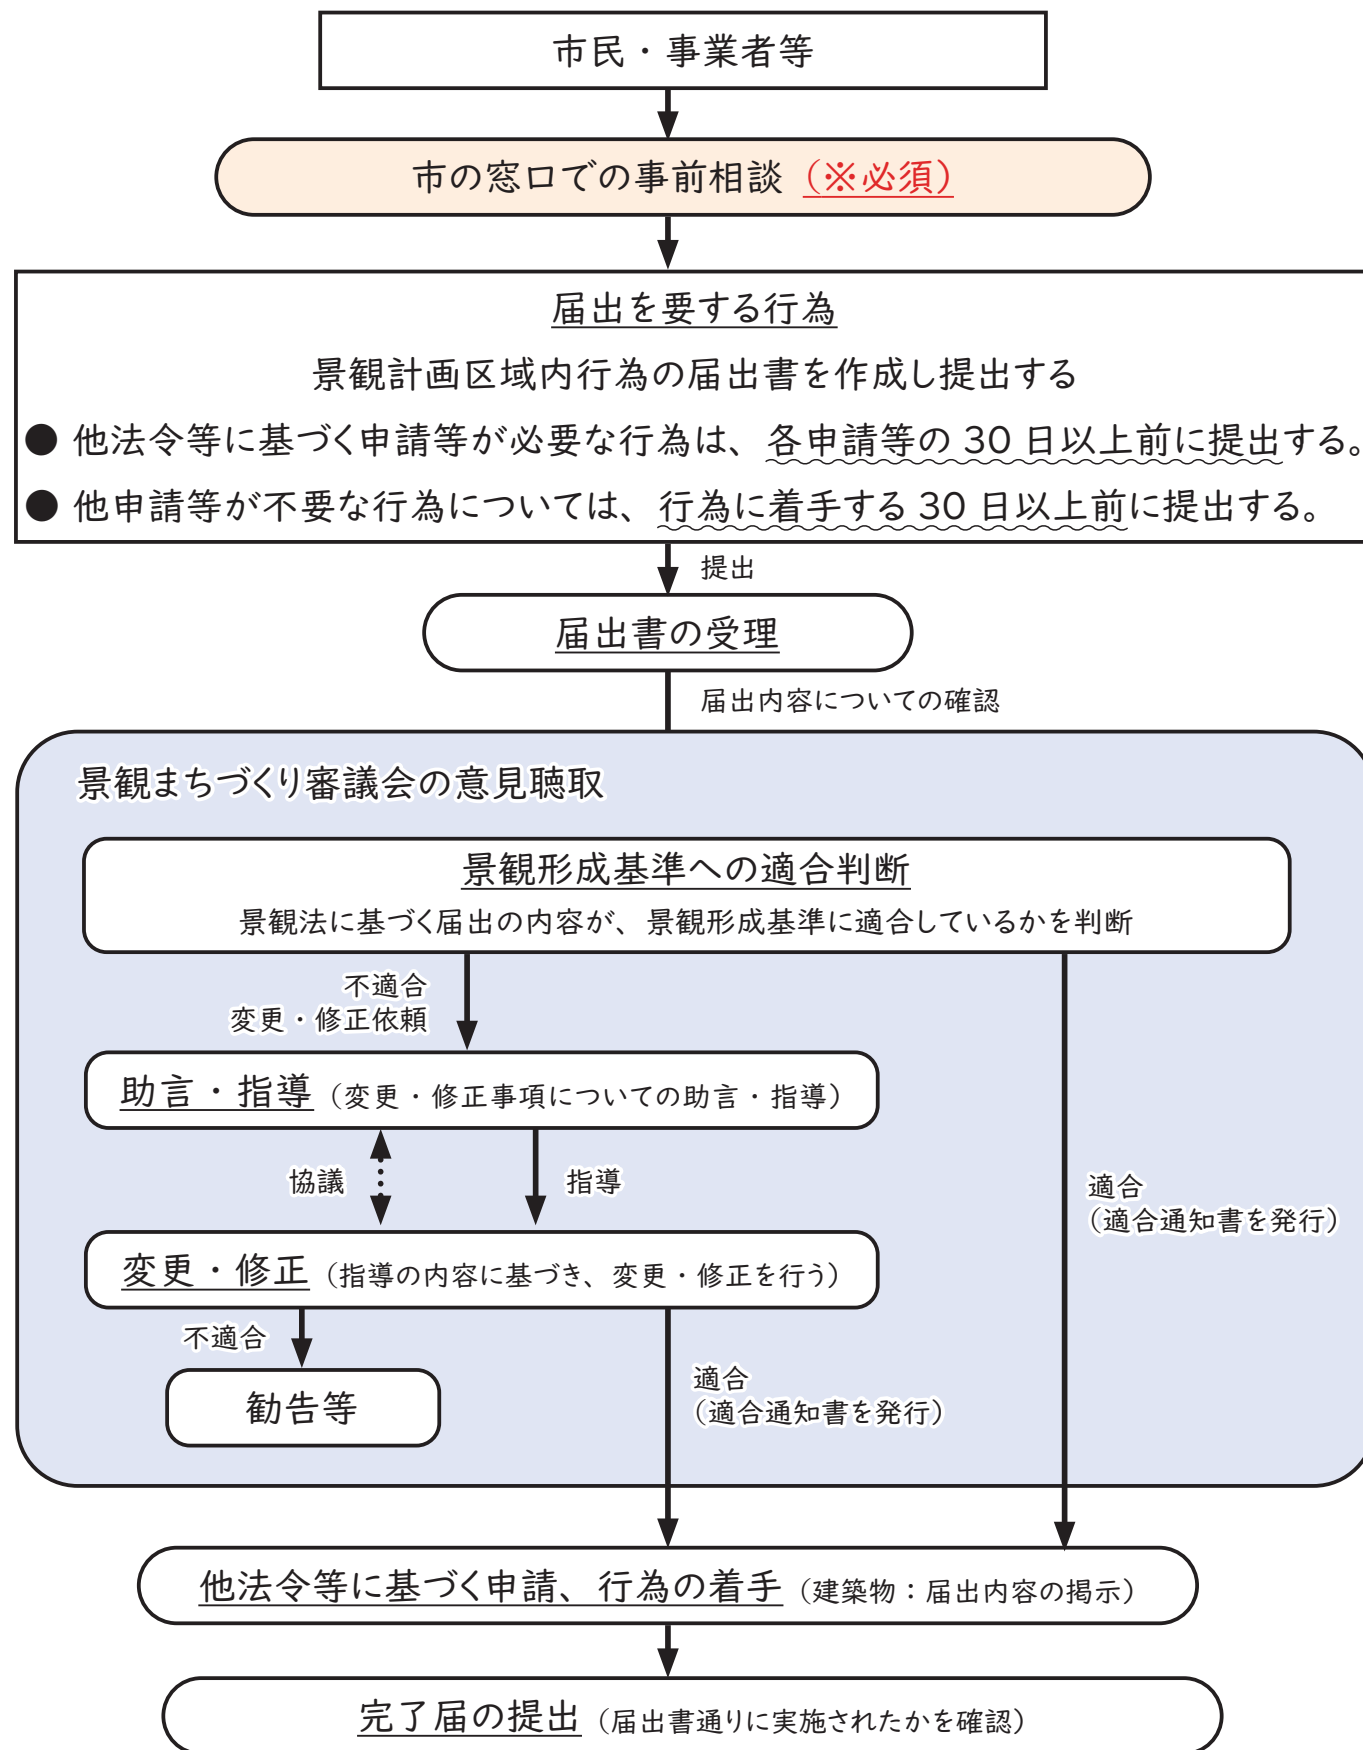 市民・事業者等
市の窓口での事前相談（※必須）
届出を要する行為
景観計画区域内行為の届出書を作成し提出する
● 他法令等に基づく申請等が必要な行為は、各申請等の 30 日以上前に提出する。
● 他申請等が不要な行為については、行為に着手する 30 日以上前に提出する。
提出
届出書の受理
届出内容についての確認
景観まちづくり審議会の意見聴取
景観形成基準への適合判断
景観法に基づく届出の内容が、景観形成基準に適合しているかを判断
不適合
変更・修正依頼
助言・指導（変更・修正事項についての助言・指導）
協議
指導
適合
（適合通知書を発行）
変更・修正（指導の内容に基づき、変更・修正を行う）
不適合
勧告等
適合
（適合通知書を発行）
他法令等に基づく申請、行為の着手（建築物：届出内容の掲示）
完了届の提出（届出書通りに実施されたかを確認）